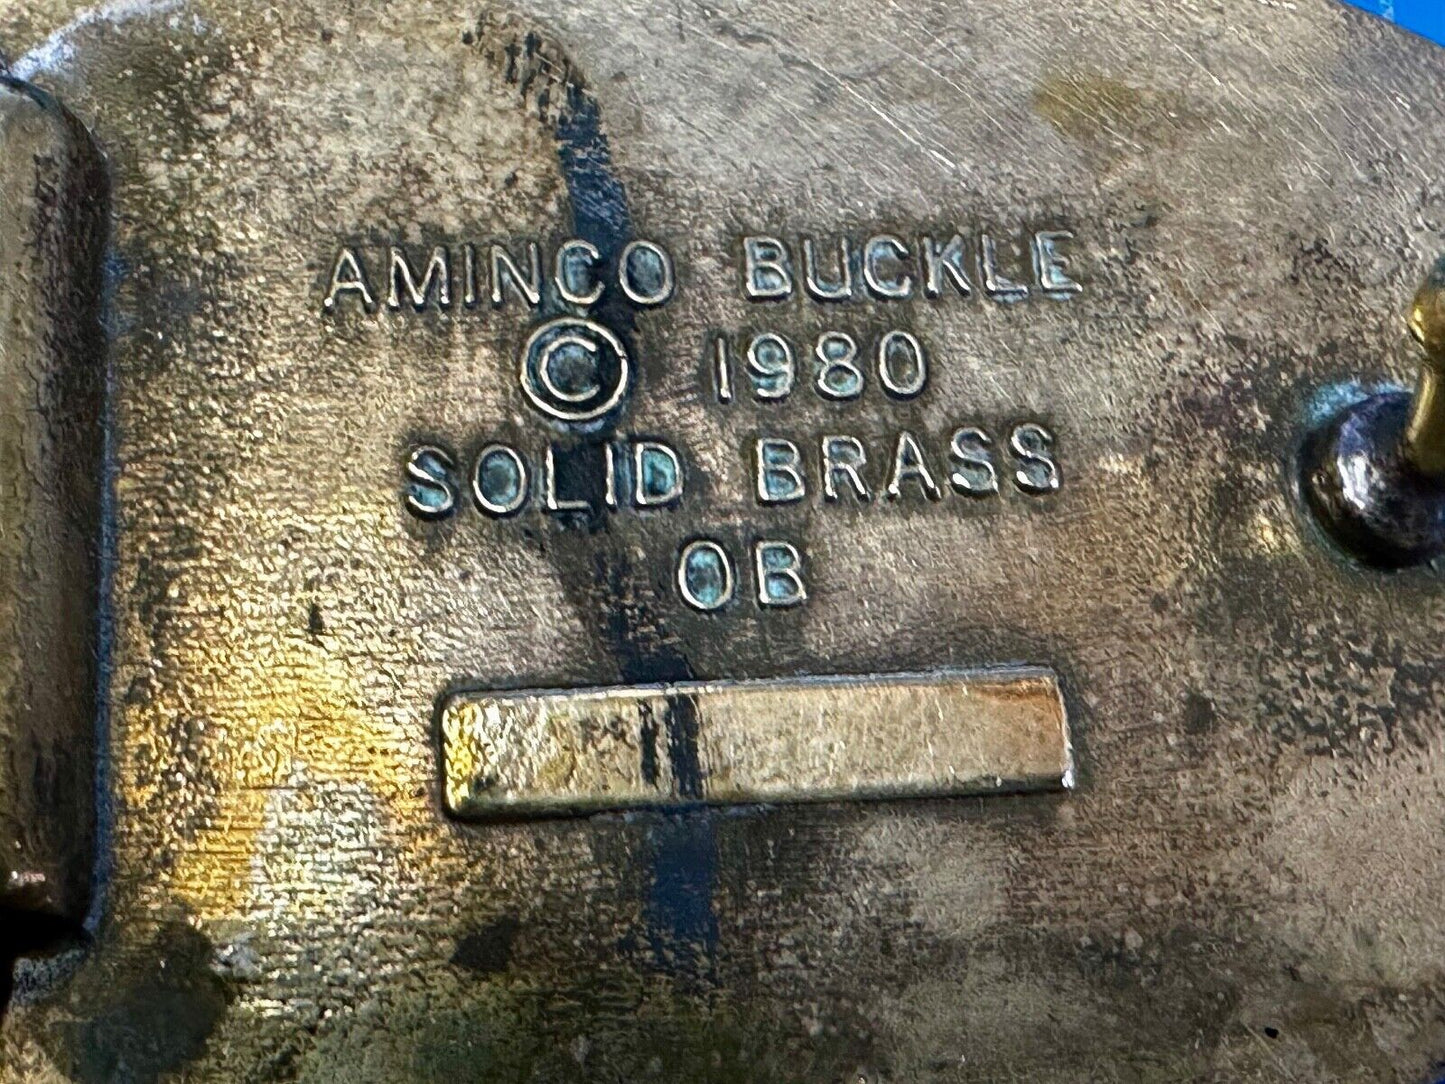 AMINCO BUCKLE
© 1980
SOLID BRASS
OB